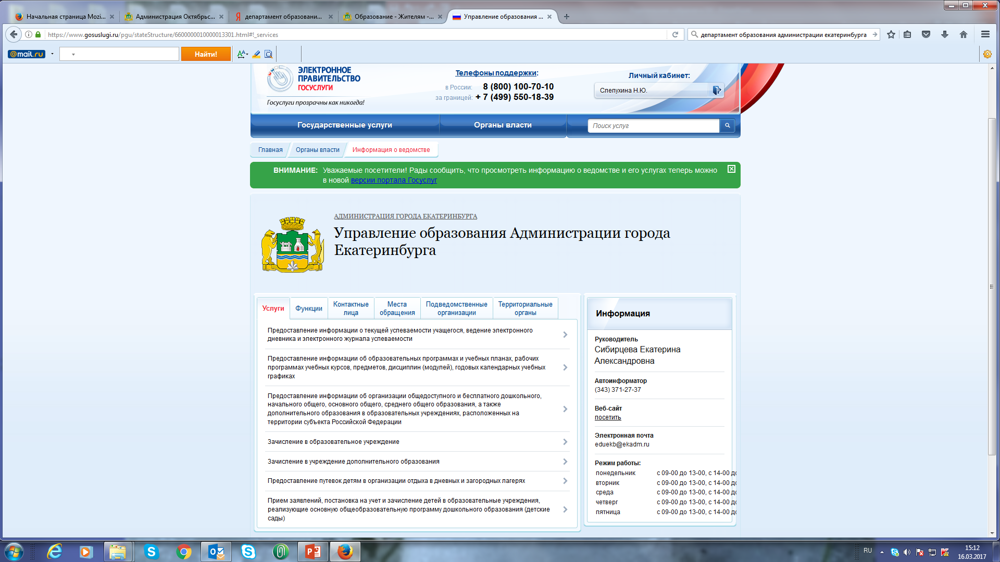 Начальная страница Mozi...
Администрация Октябрьс...
департамент образовани...
Образование - Жителям -...
Управление образования ...
https://www.gosuslugi.ru/pgu/stateStructure/6600000010000013301.html#!_services
департамент образования администрации екатеринбурга
@mail.ru
Найти!
ЭЛЕКТРОННОЕ
ПРАВИТЕЛЬСТВО
ГОСУСЛУГИ
Госуслуги прозрачны как никогда!
Телефоны поддержки:
в России: 8 (800) 100-70-10
за границей: + 7 (499) 550-18-39
Личный кабинет:
Слепухина Н.Ю.
Государственные услуги
Органы власти
Поиск услуг
Главная
Органы власти
Информация о ведомстве
ВНИМАНИЕ: Уважаемые посетители! Рады сообщить, что просмотреть информацию о ведомстве и его услугах теперь можно
в новой версии портала Госуслуг
АДМИНИСТРАЦИЯ ГОРОДА ЕКАТЕРИНБУРГА
Управление образования Администрации города
Екатеринбурга
Услуги
Функции
Контактные
лица
Места
обращения
Подведомственные
организации
Территориальные
органы
Предоставление информации о текущей успеваемости учащегося, ведение электронного
дневника и электронного журнала успеваемости
Предоставление информации об образовательных программах и учебных планах, рабочих
программах учебных курсов, предметов, дисциплин (модулей), годовых календарных учебных
графиках
Предоставление информации об организации общедоступного и бесплатного дошкольного,
начального общего, основного общего, среднего общего образования, а также
дополнительного образования в образовательных учреждениях, расположенных на
территории субъекта Российской Федерации
Зачисление в образовательное учреждение
Зачисление в учреждение дополнительного образования
Предоставление путевок детям в организации отдыха в дневных и загородных лагерях
Прием заявлений, постановка на учет и зачисление детей в образовательные учреждения,
реализующие основную общеобразовательную программу дошкольного образования (детские
сады)
Информация
Руководитель
Сибирцева Екатерина
Александровна
Автоинформатор
(343) 371-27-37
Веб-сайт
посетить
Электронная почта
eduekb@ekadm.ru
Режим работы:
понедельник с 09-00 до 13-00, с 14-00 до
вторник с 09-00 до 13-00, с 14-00 до
среда с 09-00 до 13-00, с 14-00 до
четверг с 09-00 до 13-00, с 14-00 до
пятница с 09-00 до 13-00, с 14-00 до
RU
15:12
16.03.2017